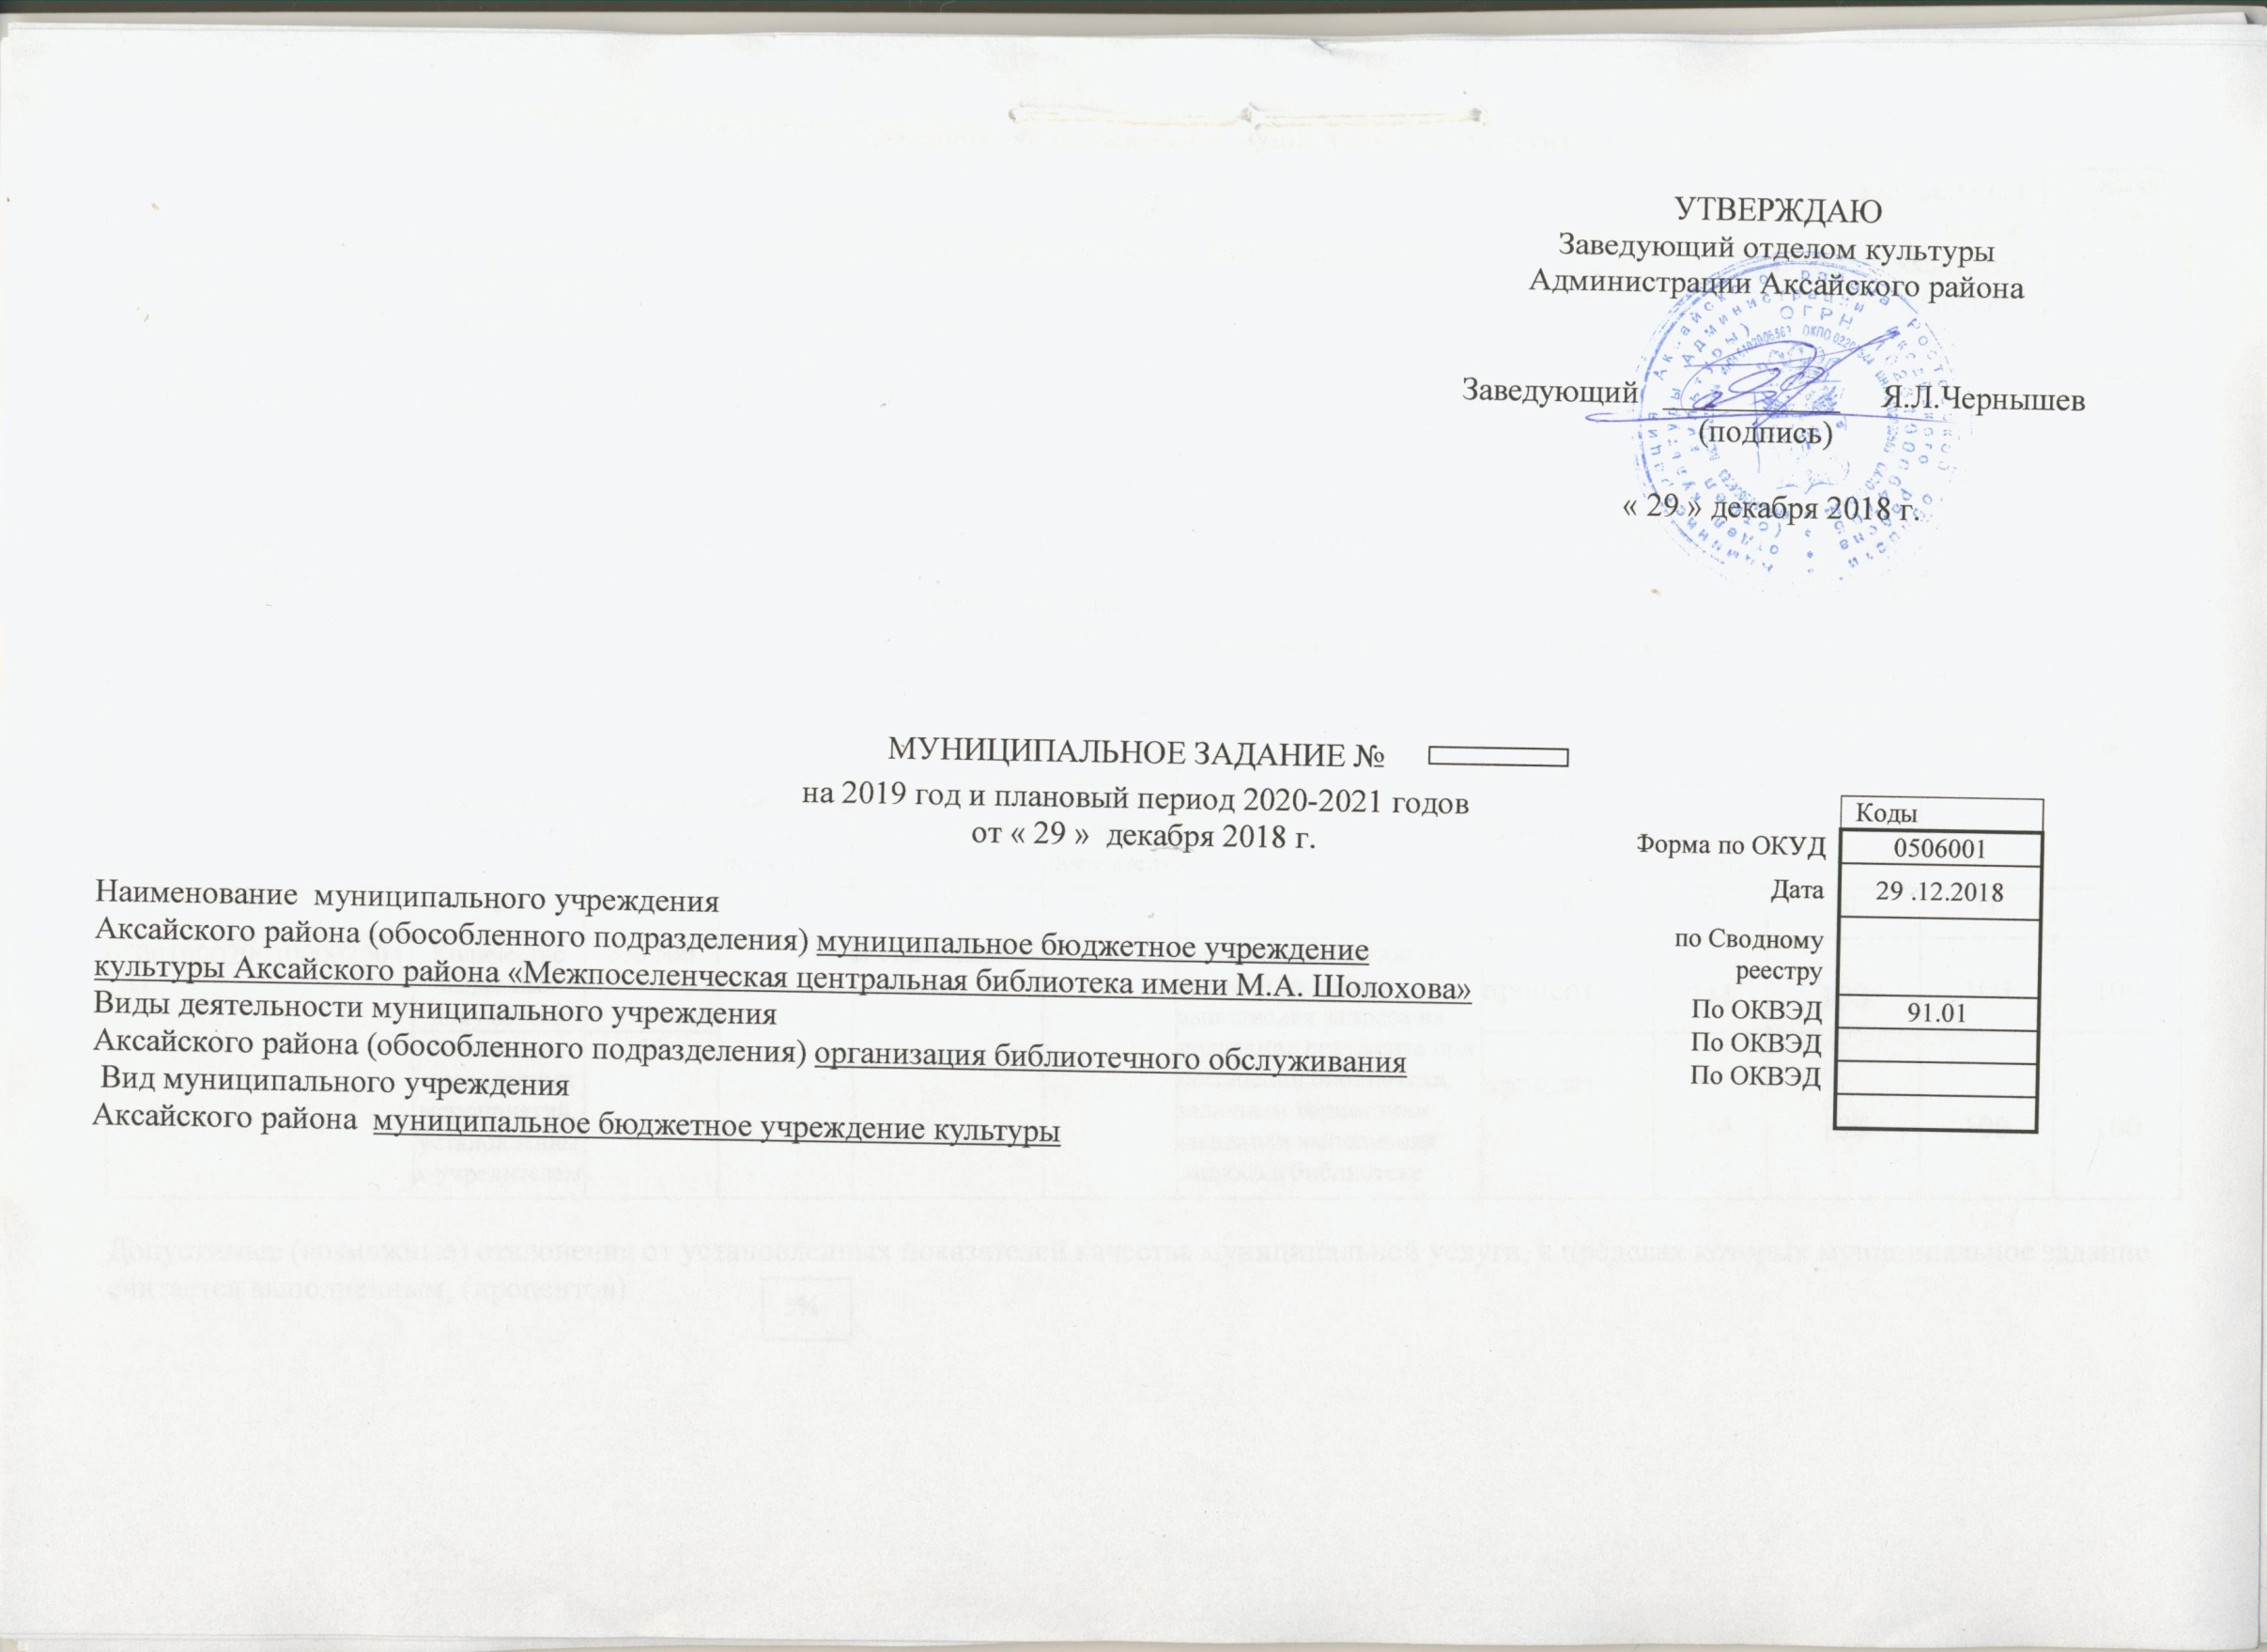 УТВЕРЖДАЮ
Заведующий отделом культуры
Администрации Аксайского района
Заведующий Я.Л.Чернышев
(подпись)
« 29 » декабря 2018 г.
МУНИЦИПАЛЬНОЕ ЗАДАНИЕ №
на 2019 год и плановый период 2020-2021 годов
от « 29 » декабря 2018 г.
Коды
Форма по ОКУД 0506001
Дата 29 .12.2018
по Сводному
реестру
По ОКВЭД 91.01
По ОКВЭД
По ОКВЭД
Наименование муниципального учреждения
Аксайского района (обособленного подразделения) муниципальное бюджетное учреждение
культуры Аксайского района «Межпоселенческая центральная библиотека имени М.А. Шолохова»
Виды деятельности муниципального учреждения
Аксайского района (обособленного подразделения) организация библиотечного обслуживания
Вид муниципального учреждения
Аксайского района муниципальное бюджетное учреждение культуры